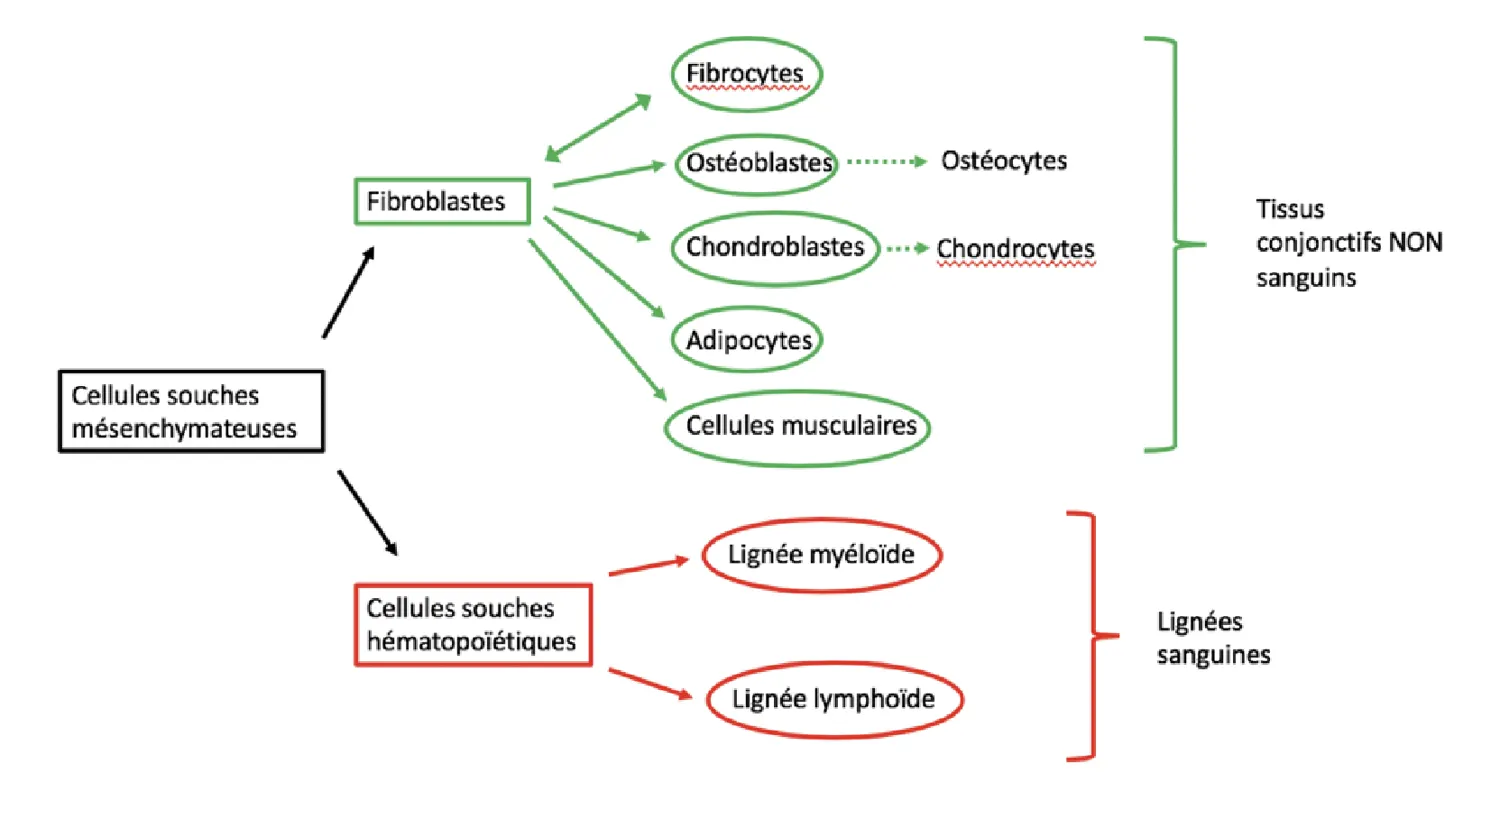 Fibrocytes
Ostéoblastes
Ostéocytes
Fibroblastes
Chondroblastes
Chondrocytes
Adipocytes
Cellules musculaires
Tissus
conjonctifs NON
sanguins
Cellules souches
mésenchymateuses
Lignée myéloïde
Cellules souches
hématopoïétiques
Lignée lymphoïde
Lignées
sanguines